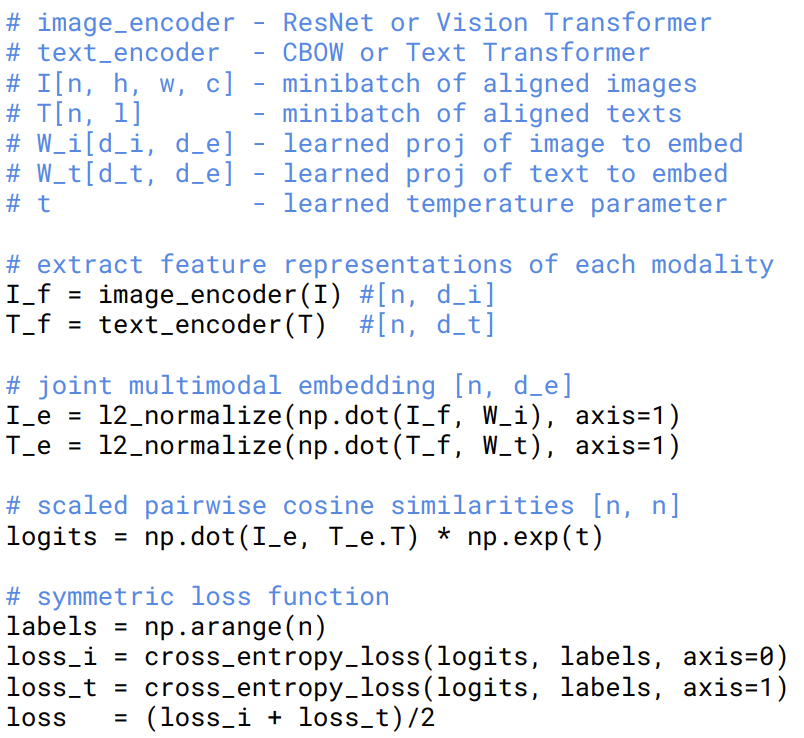 # image_encoder - ResNet or Vision Transformer
# text_encoder  - CBOW or Text Transformer
# I[n, h, w, c] - minibatch of aligned images
# T[n, l]       - minibatch of aligned texts
# W_i[d_i, d_e] - learned proj of image to embed
# W_t[d_t, d_e] - learned proj of text to embed
# t             - learned temperature parameter
# extract feature representations of each modality
I_f = image_encoder(I) #[n, d_i]
T_f = text_encoder(T)  #[n, d_t]
# joint multimodal embedding [n, d_e]
I_e = l2_normalize(np.dot(I_f, W_i), axis=1)
T_e = l2_normalize(np.dot(T_f, W_t), axis=1)
# scaled pairwise cosine similarities [n, n]
logits = np.dot(I_e, T_e.T) * np.exp(t)
# symmetric loss function
labels = np.arange(n)
loss_i = cross_entropy_loss(logits, labels, axis=0)
loss_t = cross_entropy_loss(logits, labels, axis=1)
loss   = (loss_i + loss_t)/2